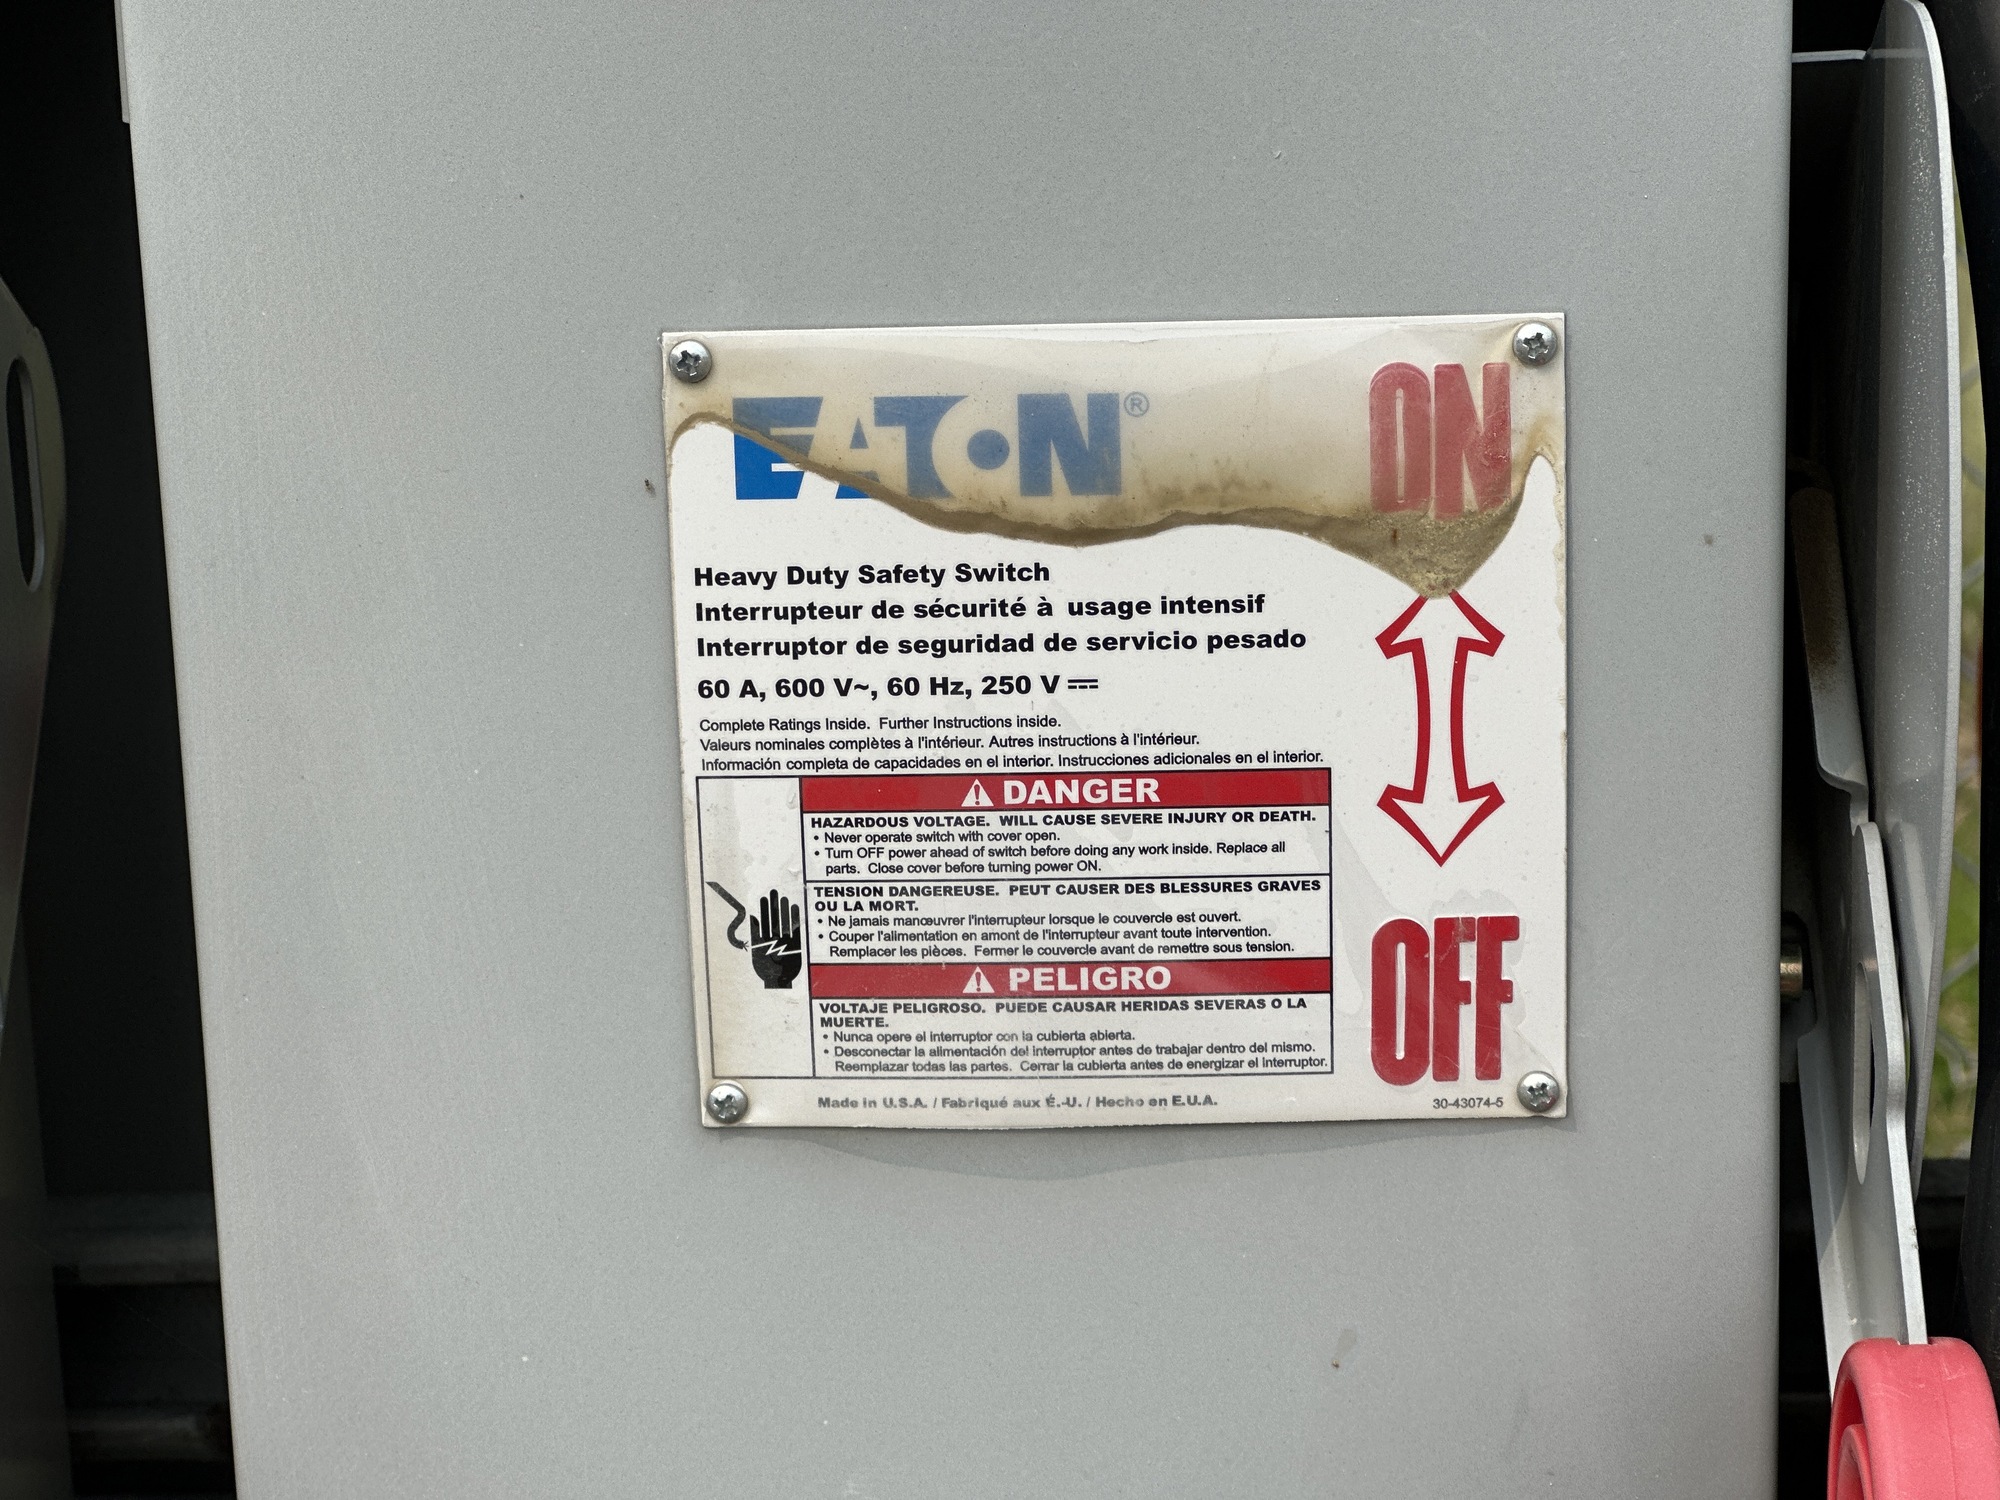 EATON®
ON
Heavy Duty Safety Switch
Interrupteur de sécurité à usage intensif
Interruptor de seguridad de servicio pesado
60 A, 600 V~, 60 Hz, 250 V ⎓
Complete Ratings Inside. Further Instructions inside.
Valeurs nominales complètes à l'intérieur. Autres instructions à l'intérieur.
Información completa de capacidades en el interior. Instrucciones adicionales en el interior.
⚠ DANGER
HAZARDOUS VOLTAGE. WILL CAUSE SEVERE INJURY OR DEATH.
• Never operate switch with cover open.
• Turn OFF power ahead of switch before doing any work inside. Replace all
parts. Close cover before turning power ON.
TENSION DANGEREUSE. PEUT CAUSER DES BLESSURES GRAVES
OU LA MORT.
• Ne jamais manœuvrer l'interrupteur lorsque le couvercle est ouvert.
• Couper l'alimentation en amont de l'interrupteur avant toute intervention.
Remplacer les pièces. Fermer le couvercle avant de remettre sous tension.
⚠ PELIGRO
VOLTAJE PELIGROSO. PUEDE CAUSAR HERIDAS SEVERAS O LA
MUERTE.
• Nunca opere el interruptor con la cubierta abierta.
• Desconectar la alimentación del interruptor antes de trabajar dentro del mismo.
Reemplazar todas las partes. Cerrar la cubierta antes de energizar el interruptor.
OFF
Made in U.S.A. / Fabriqué aux É.-U. / Hecho en E.U.A.
30-43074-5